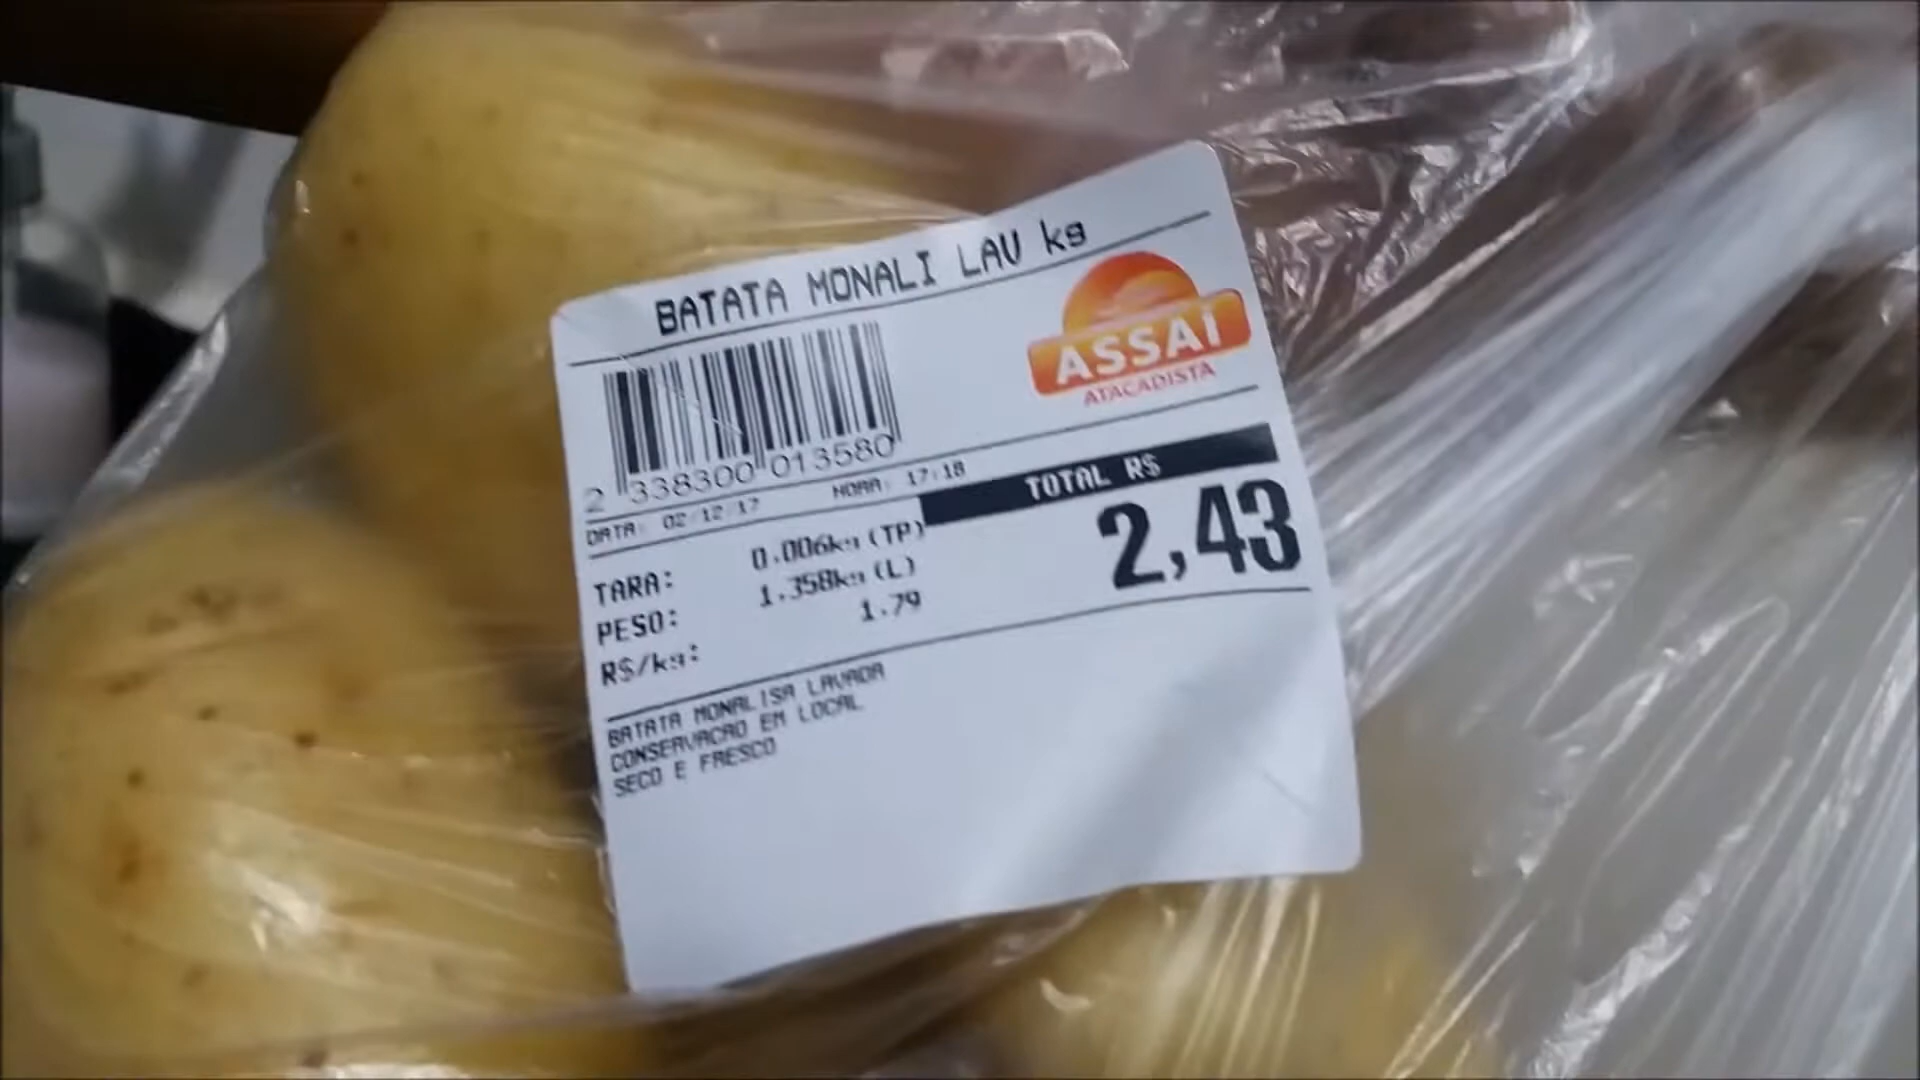 BATATA MONALI LAV kg
ASSAÍ
ATACADISTA
2 338300 013580
DATA: 02/12/17 HORA: 17:18
TOTAL R$
2,43
TARA: 0.006kg (TP)
PESO: 1.358kg (L)
R$/kg: 1.79
BATATA MONALISA LAVADA
CONSERVACAO EM LOCAL
SECO E FRESCO